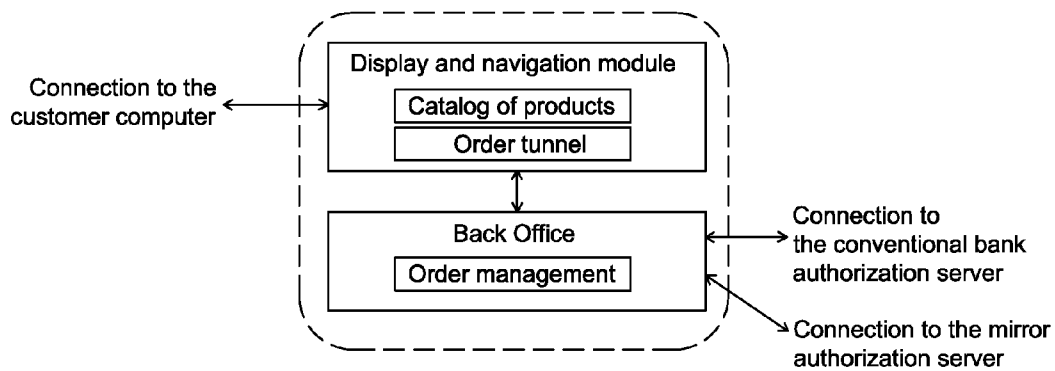 Display and navigation module
Connection to the
customer computer
Catalog of products
Order tunnel
Back Office
Order management
Connection to
the conventional bank
authorization server
Connection to the mirror
authorization server